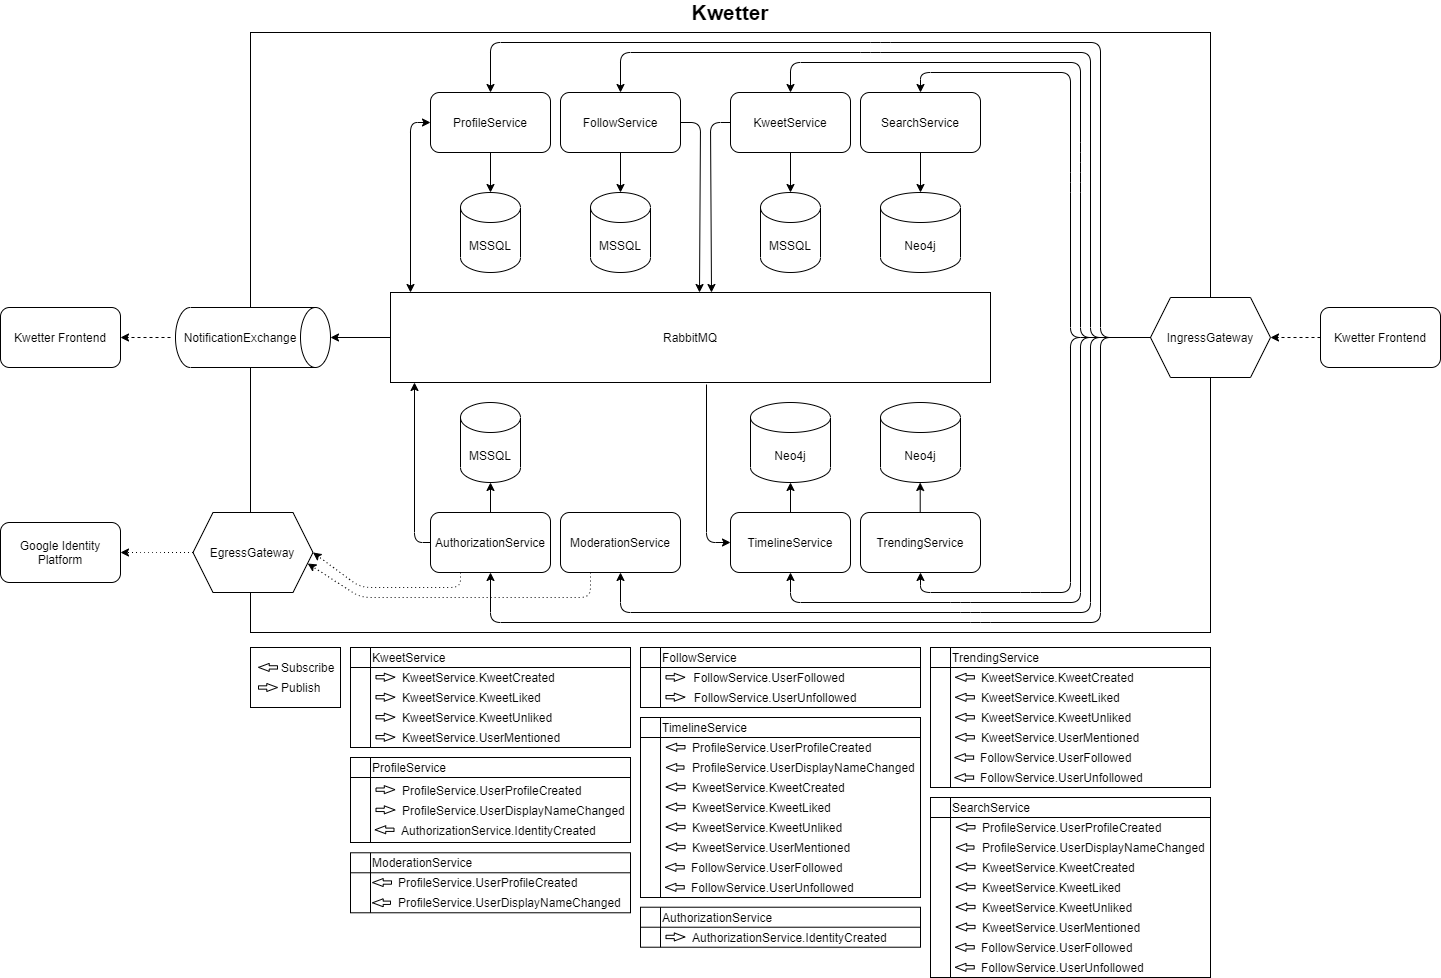 Kwetter
ProfileService
FollowService
KweetService
SearchService
MSSQL
MSSQL
MSSQL
Neo4j
Kwetter Frontend
NotificationExchange
RabbitMQ
IngressGateway
Kwetter Frontend
MSSQL
Neo4j
Neo4j
Google Identity
Platform
EgressGateway
AuthorizationService
ModerationService
TimelineService
TrendingService
Subscribe
Publish
KweetService
KweetService.KweetCreated
KweetService.KweetLiked
KweetService.KweetUnliked
KweetService.UserMentioned
ProfileService
ProfileService.UserProfileCreated
ProfileService.UserDisplayNameChanged
AuthorizationService.IdentityCreated
ModerationService
ProfileService.UserProfileCreated
ProfileService.UserDisplayNameChanged
FollowService
FollowService.UserFollowed
FollowService.UserUnfollowed
TimelineService
ProfileService.UserProfileCreated
ProfileService.UserDisplayNameChanged
KweetService.KweetCreated
KweetService.KweetLiked
KweetService.KweetUnliked
KweetService.UserMentioned
FollowService.UserFollowed
FollowService.UserUnfollowed
AuthorizationService
AuthorizationService.IdentityCreated
TrendingService
KweetService.KweetCreated
KweetService.KweetLiked
KweetService.KweetUnliked
KweetService.UserMentioned
FollowService.UserFollowed
FollowService.UserUnfollowed
SearchService
ProfileService.UserProfileCreated
ProfileService.UserDisplayNameChanged
KweetService.KweetCreated
KweetService.KweetLiked
KweetService.KweetUnliked
KweetService.UserMentioned
FollowService.UserFollowed
FollowService.UserUnfollowed